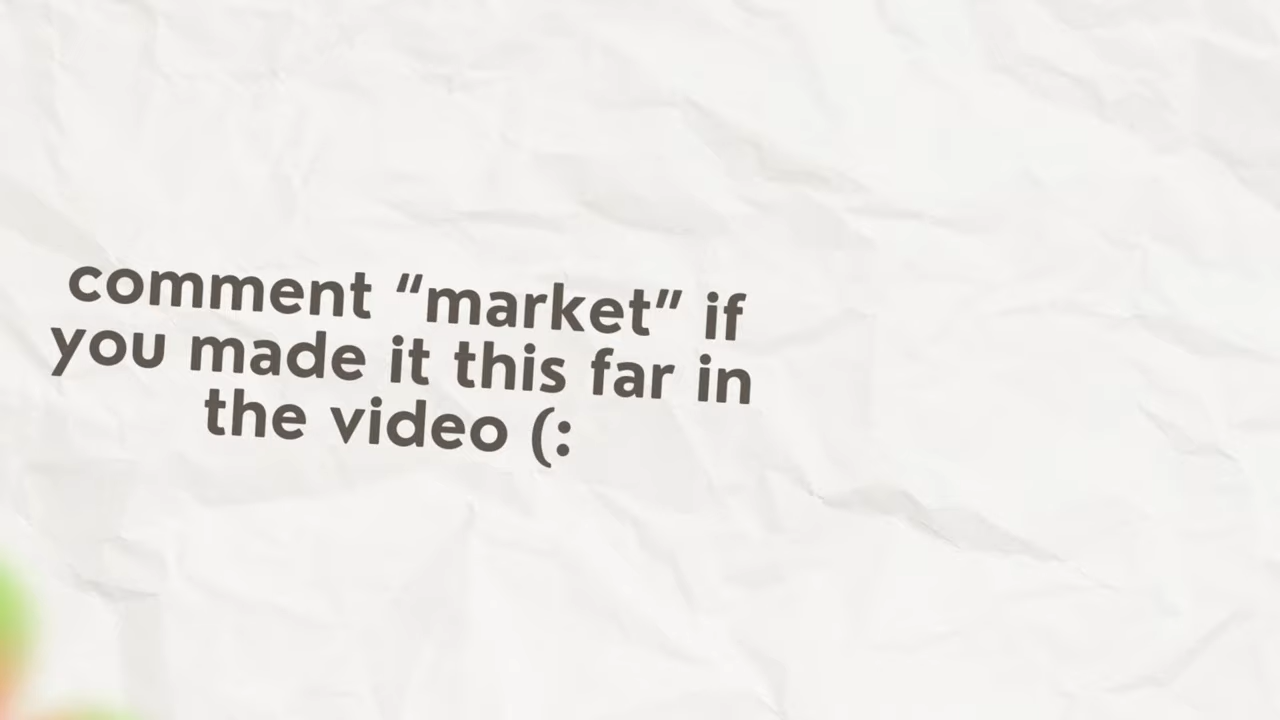 comment “market” if
you made it this far in
the video (: